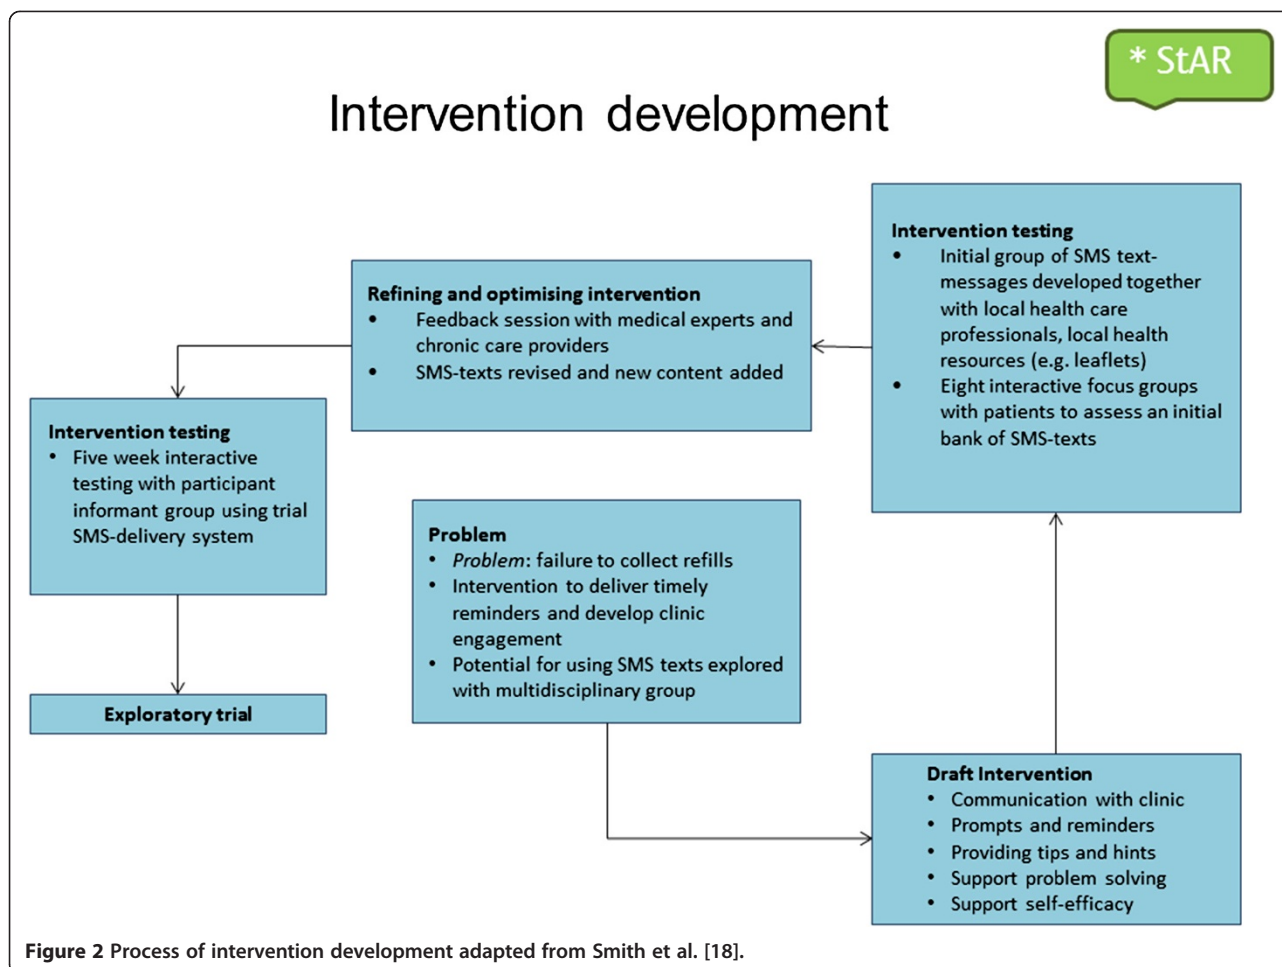 * StAR
Intervention development
Intervention testing
• Initial group of SMS text-
messages developed together
with local health care
professionals, local health
resources (e.g. leaflets)
• Eight interactive focus groups
with patients to assess an initial
bank of SMS-texts
Refining and optimising intervention
• Feedback session with medical experts and
chronic care providers
• SMS-texts revised and new content added
Intervention testing
• Five week interactive
testing with participant
informant group using trial
SMS-delivery system
Problem
• Problem: failure to collect refills
• Intervention to deliver timely
reminders and develop clinic
engagement
• Potential for using SMS texts explored
with multidisciplinary group
Exploratory trial
Draft Intervention
• Communication with clinic
• Prompts and reminders
• Providing tips and hints
• Support problem solving
• Support self-efficacy
Figure 2 Process of intervention development adapted from Smith et al. [18].